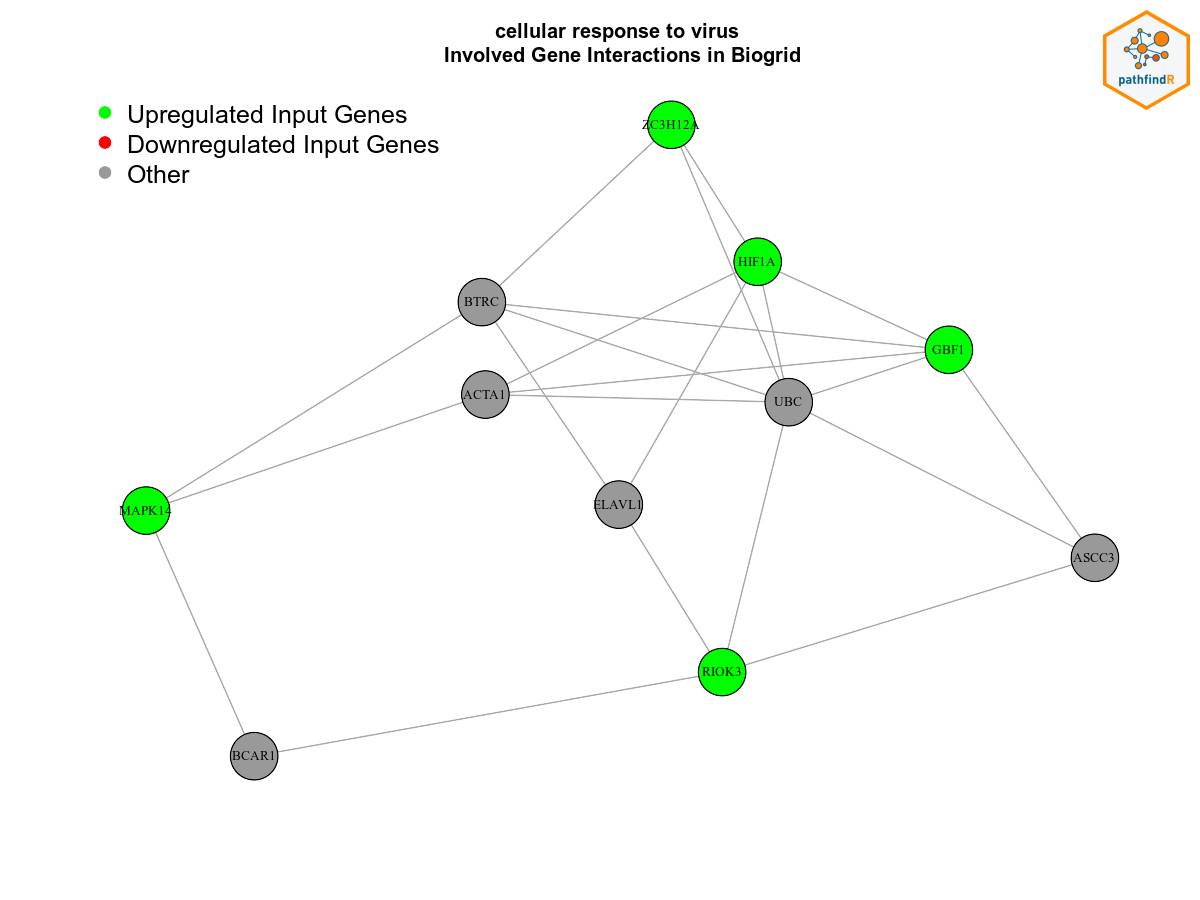 cellular response to virus
Involved Gene Interactions in Biogrid
pathfindR
Upregulated Input Genes
Downregulated Input Genes
Other
ZC3H12A
HIF1A
BTRC
GBF1
ACTA1
UBC
MAPK14
ELAVL1
ASCC3
RIOK3
BCAR1